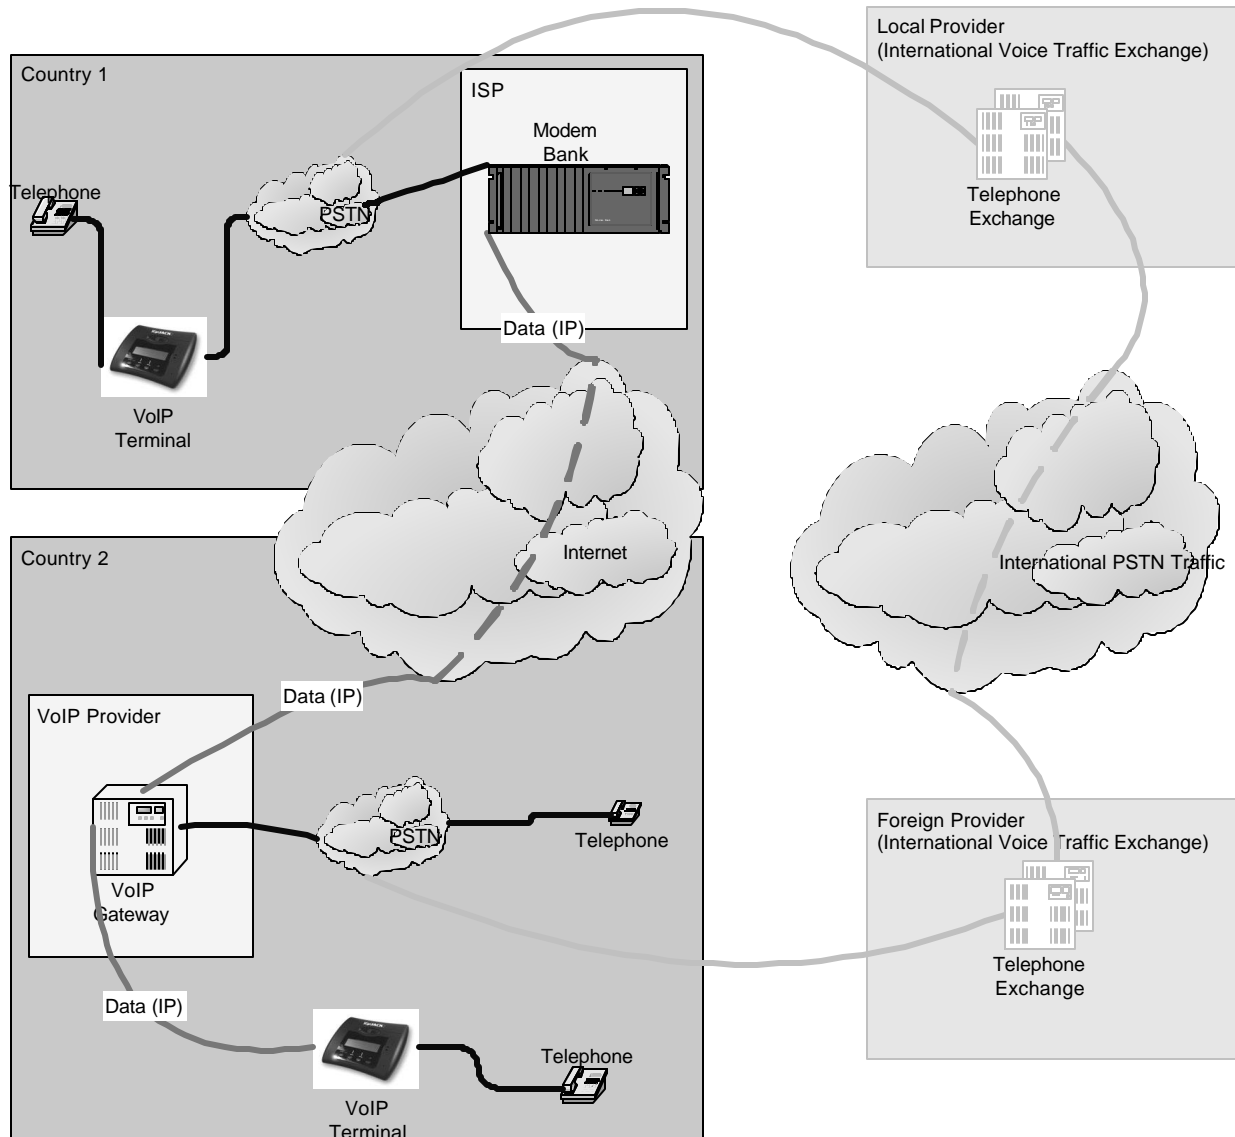 Local Provider
(International Voice Traffic Exchange)
Country 1
ISP
Modem
Bank
Telephone
PSTN
Telephone
Exchange
Data (IP)
VoIP
Terminal
Internet
International PSTN Traffic
Country 2
Data (IP)
VoIP Provider
PSTN
Telephone
Foreign Provider
(International Voice Traffic Exchange)
VoIP
Gateway
Telephone
Exchange
Data (IP)
Telephone
VoIP
Terminal